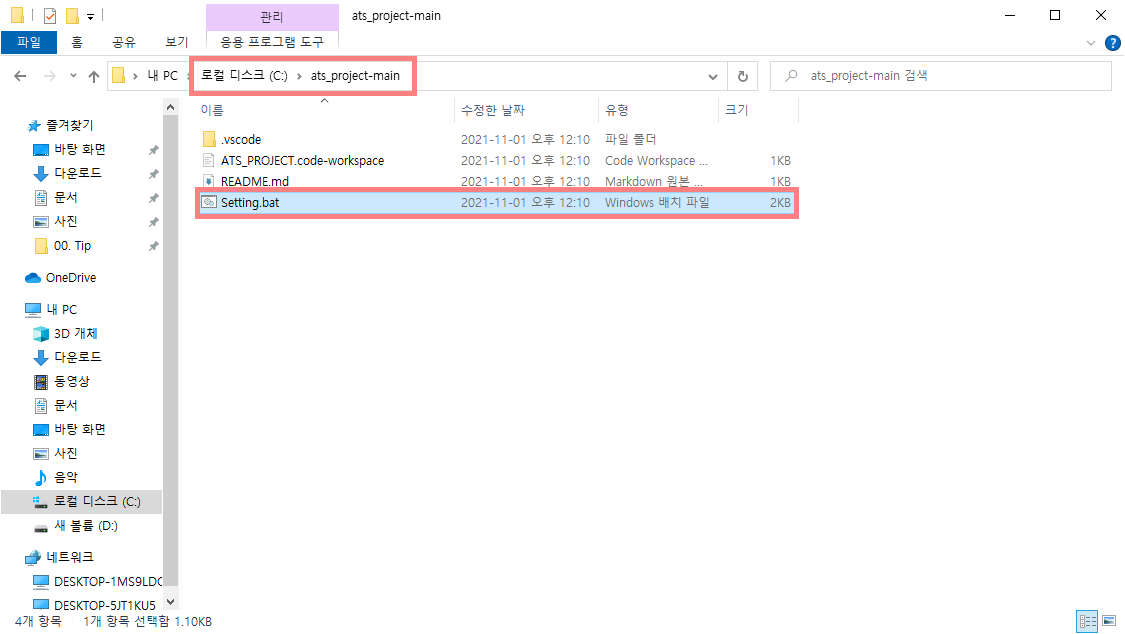 관리
ats_project-main
파일
홈
공유
보기
응용 프로그램 도구
내 PC
로컬 디스크 (C:)
ats_project-main
ats_project-main 검색
이름
수정한 날짜
유형
크기
.vscode
2021-11-01 오후 12:10
파일 폴더
ATS_PROJECT.code-workspace
2021-11-01 오후 12:10
Code Workspace ...
1KB
README.md
2021-11-01 오후 12:10
Markdown 원본 ...
1KB
Setting.bat
2021-11-01 오후 12:10
Windows 배치 파일
2KB
즐겨찾기
바탕 화면
다운로드
문서
사진
00. Tip
OneDrive
내 PC
3D 개체
다운로드
동영상
문서
바탕 화면
사진
음악
로컬 디스크 (C:)
새 볼륨 (D:)
네트워크
DESKTOP-1MS9LDC
DESKTOP-5JT1KU5
4개 항목
1개 항목 선택함 1.10KB